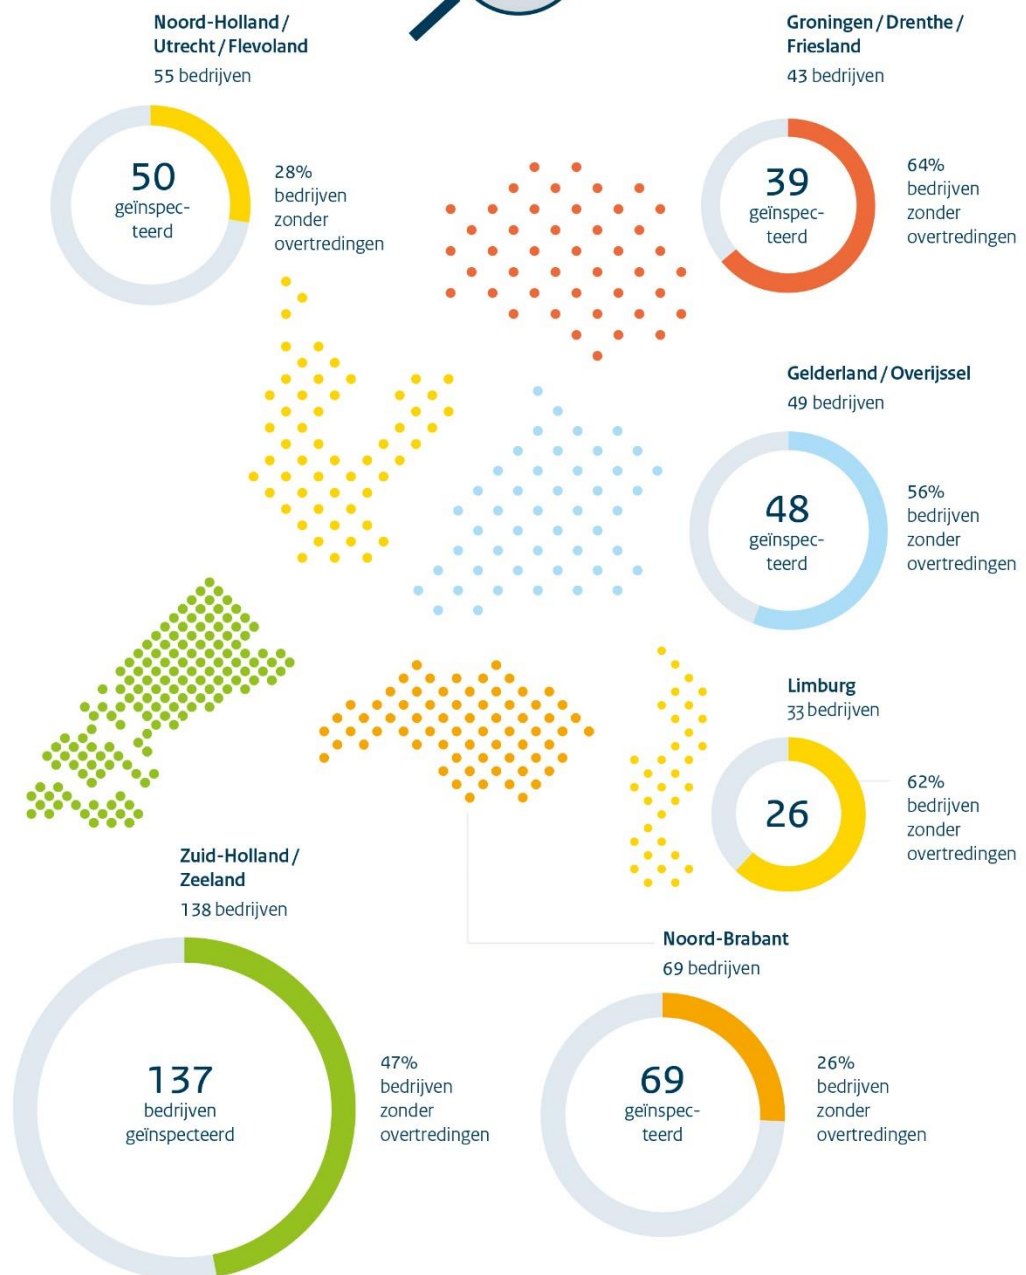 Noord-Holland /
Utrecht / Flevoland
55 bedrijven
50
geïnspec-
teerd
28%
bedrijven
zonder
overtredingen
Groningen / Drenthe /
Friesland
43 bedrijven
39
geïnspec-
teerd
64%
bedrijven
zonder
overtredingen
Gelderland / Overijssel
49 bedrijven
48
geïnspec-
teerd
56%
bedrijven
zonder
overtredingen
Limburg
33 bedrijven
26
62%
bedrijven
zonder
overtredingen
Zuid-Holland /
Zeeland
138 bedrijven
137
bedrijven
geïnspecteerd
47%
bedrijven
zonder
overtredingen
Noord-Brabant
69 bedrijven
69
geïnspec-
teerd
26%
bedrijven
zonder
overtredingen